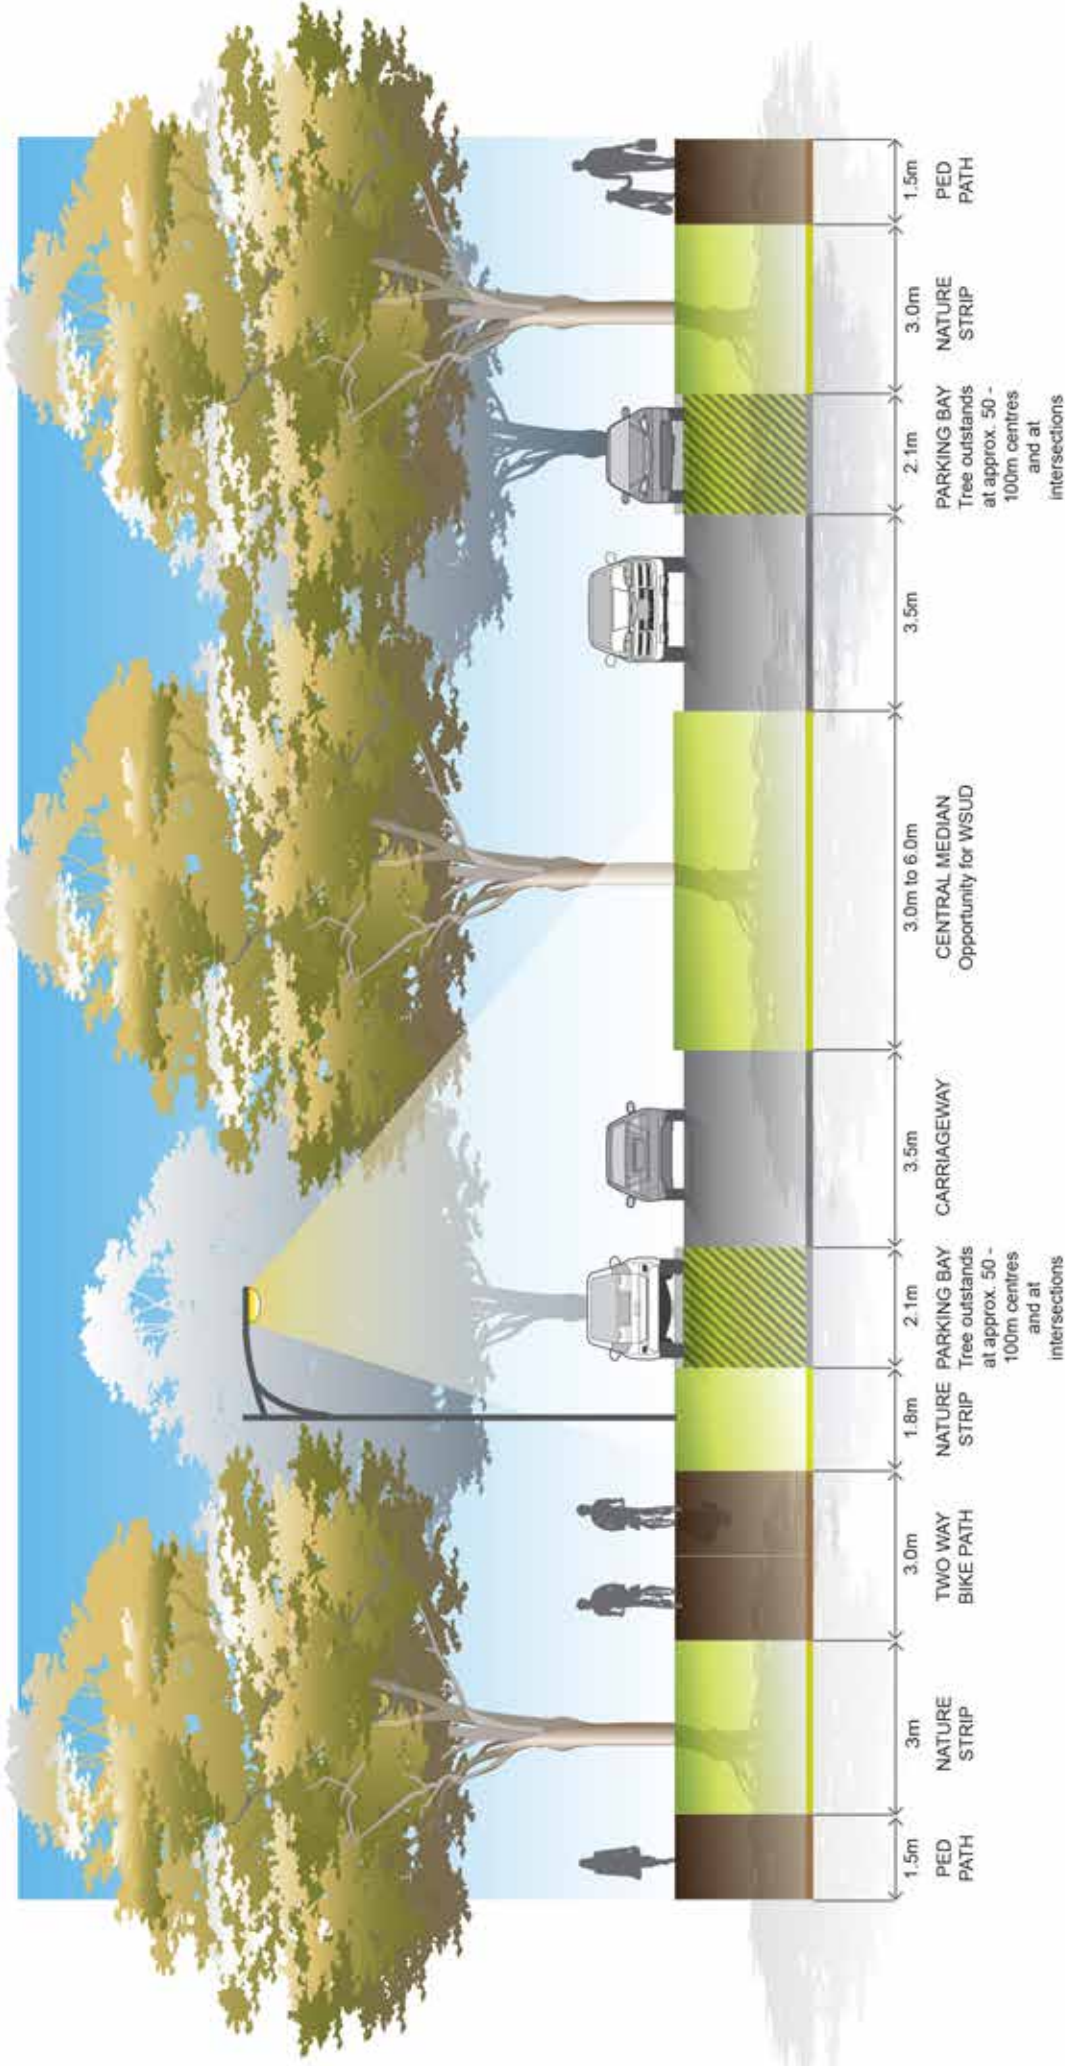 1.5m
3m
3.0m
1.8m
2.1m
3.5m
3.0m to 6.0m
3.5m
2.1m
3.0m
1.5m
PED
PATH
NATURE
STRIP
TWO WAY
BIKE PATH
NATURE
STRIP
PARKING BAY
Tree outstands
at approx. 50 -
100m centres
and at
intersections
CARRIAGEWAY
CENTRAL MEDIAN
Opportunity for WSUD
PARKING BAY
Tree outstands
at approx. 50 -
100m centres
and at
intersections
NATURE
STRIP
PED
PATH